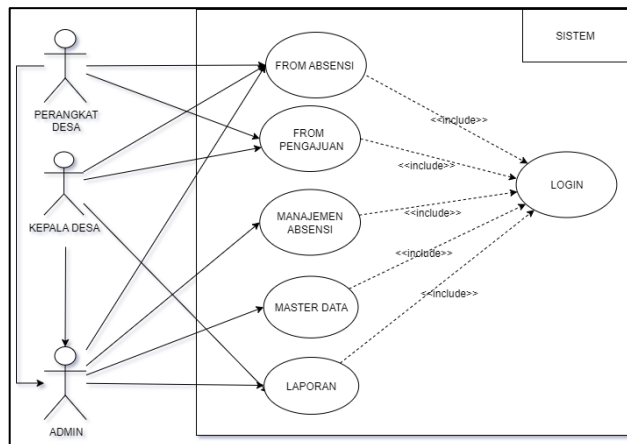 SISTEM
PERANGKAT
DESA
FROM ABSENSI
<<include>>
FROM
PENGAJUAN
<<include>>
KEPALA DESA
MANAJEMEN
ABSENSI
<<include>>
LOGIN
<<include>>
MASTER DATA
<<include>>
LAPORAN
ADMIN